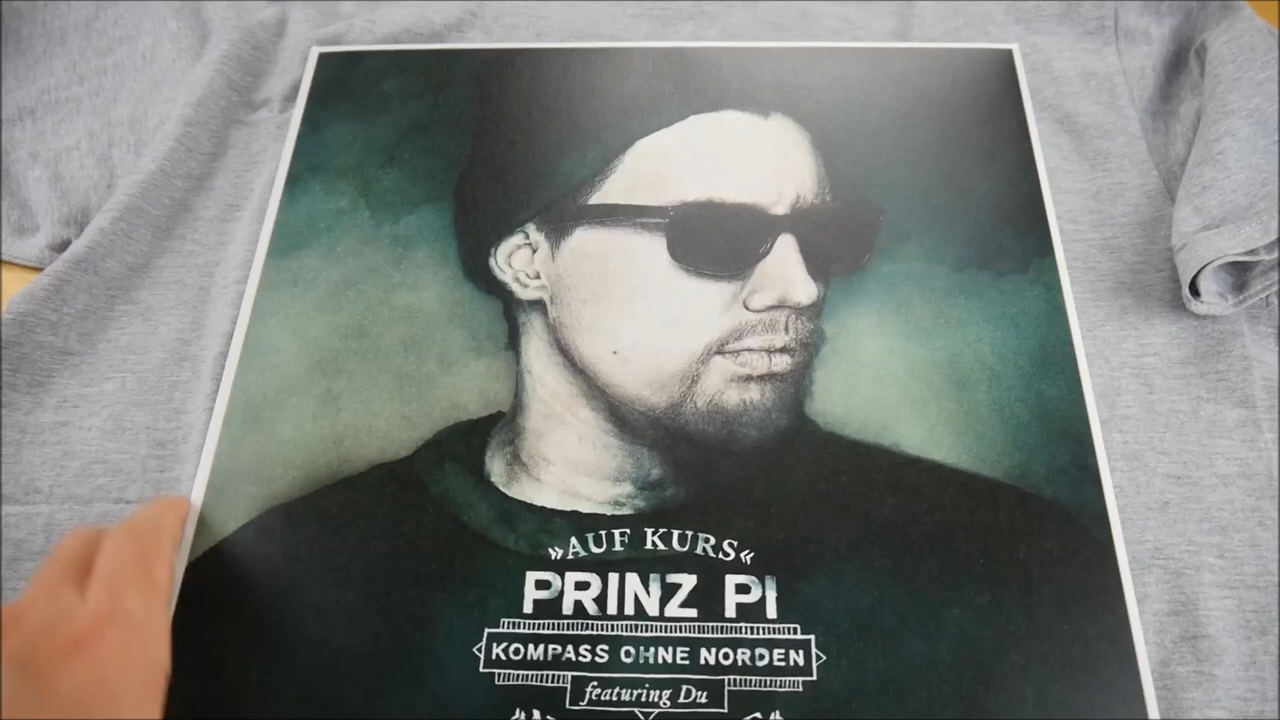 »AUF KURS«
PRINZ PI
KOMPASS OHNE NORDEN
featuring Du